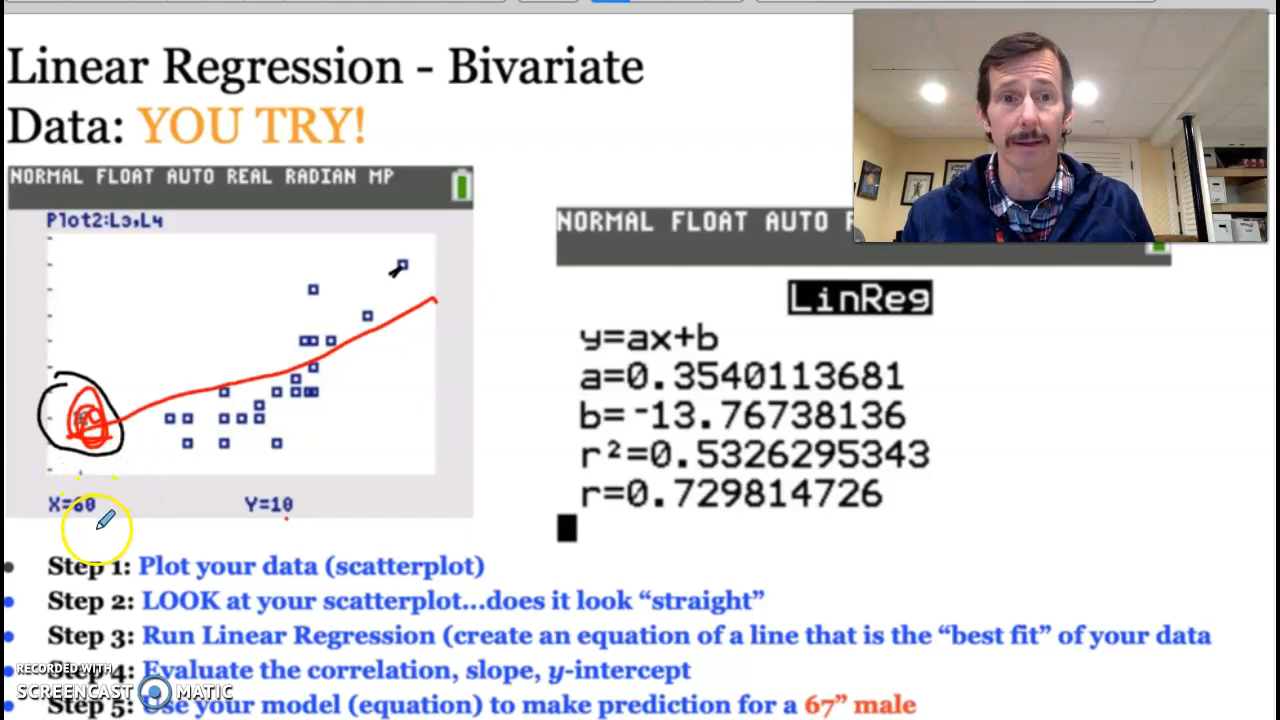 Linear Regression - Bivariate
Data: YOU TRY!
NORMAL FLOAT AUTO REAL RADIAN MP
Plot2:L3,L4
X=60 Y=10
NORMAL FLOAT AUTO
LinReg
y=ax+b
a=0.3540113681
b=-13.76738136
r²=0.5326295343
r=0.729814726
• Step 1: Plot your data (scatterplot)
• Step 2: LOOK at your scatterplot...does it look “straight”
• Step 3: Run Linear Regression (create an equation of a line that is the “best fit” of your data
• Step 4: Evaluate the correlation, slope, y-intercept
• Step 5: Use your model (equation) to make prediction for a 67” male
RECORDED WITH
SCREENCAST MATIC